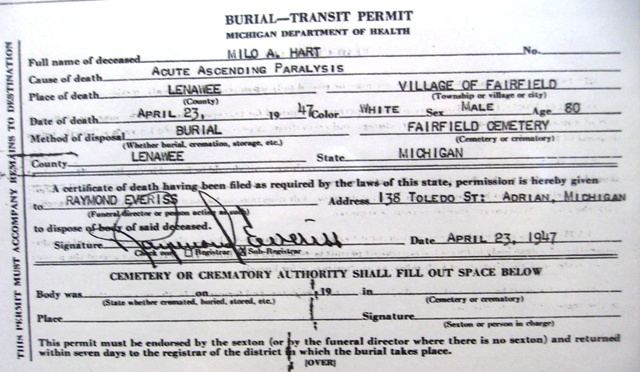 BURIAL—TRANSIT PERMIT
MICHIGAN DEPARTMENT OF HEALTH
Full name of deceased MILO A. HART No.
Cause of death ACUTE ASCENDING PARALYSIS
Place of death LENAWEE VILLAGE OF FAIRFIELD
(County) (Township or village or city)
Date of death APRIL 23, 19 47 Color WHITE Sex MALE Age 80
Method of disposal BURIAL FAIRFIELD CEMETERY
(Whether burial, cremation, storage, etc.) (Cemetery or crematory)
County LENAWEE State MICHIGAN
A certificate of death having been filed as required by the laws of this state, permission is hereby given
to RAYMOND EVERISS Address 138 TOLEDO ST: ADRIAN, MICHIGAN
(Funeral director or person acting as such)
to dispose of body of said deceased.
Signature Raymond Everiss Date APRIL 23, 1947
Check one: Registrar Sub-Registrar
CEMETERY OR CREMATORY AUTHORITY SHALL FILL OUT SPACE BELOW
Body was on , 19 in
(State whether cremated, buried, stored, etc.) (Cemetery or crematory)
Place Signature
(Sexton or person in charge)
This permit must be endorsed by the sexton (or by the funeral director where there is no sexton) and returned
within seven days to the registrar of the district in which the burial takes place.
[OVER]
THIS PERMIT MUST ACCOMPANY REMAINS TO DESTINATION